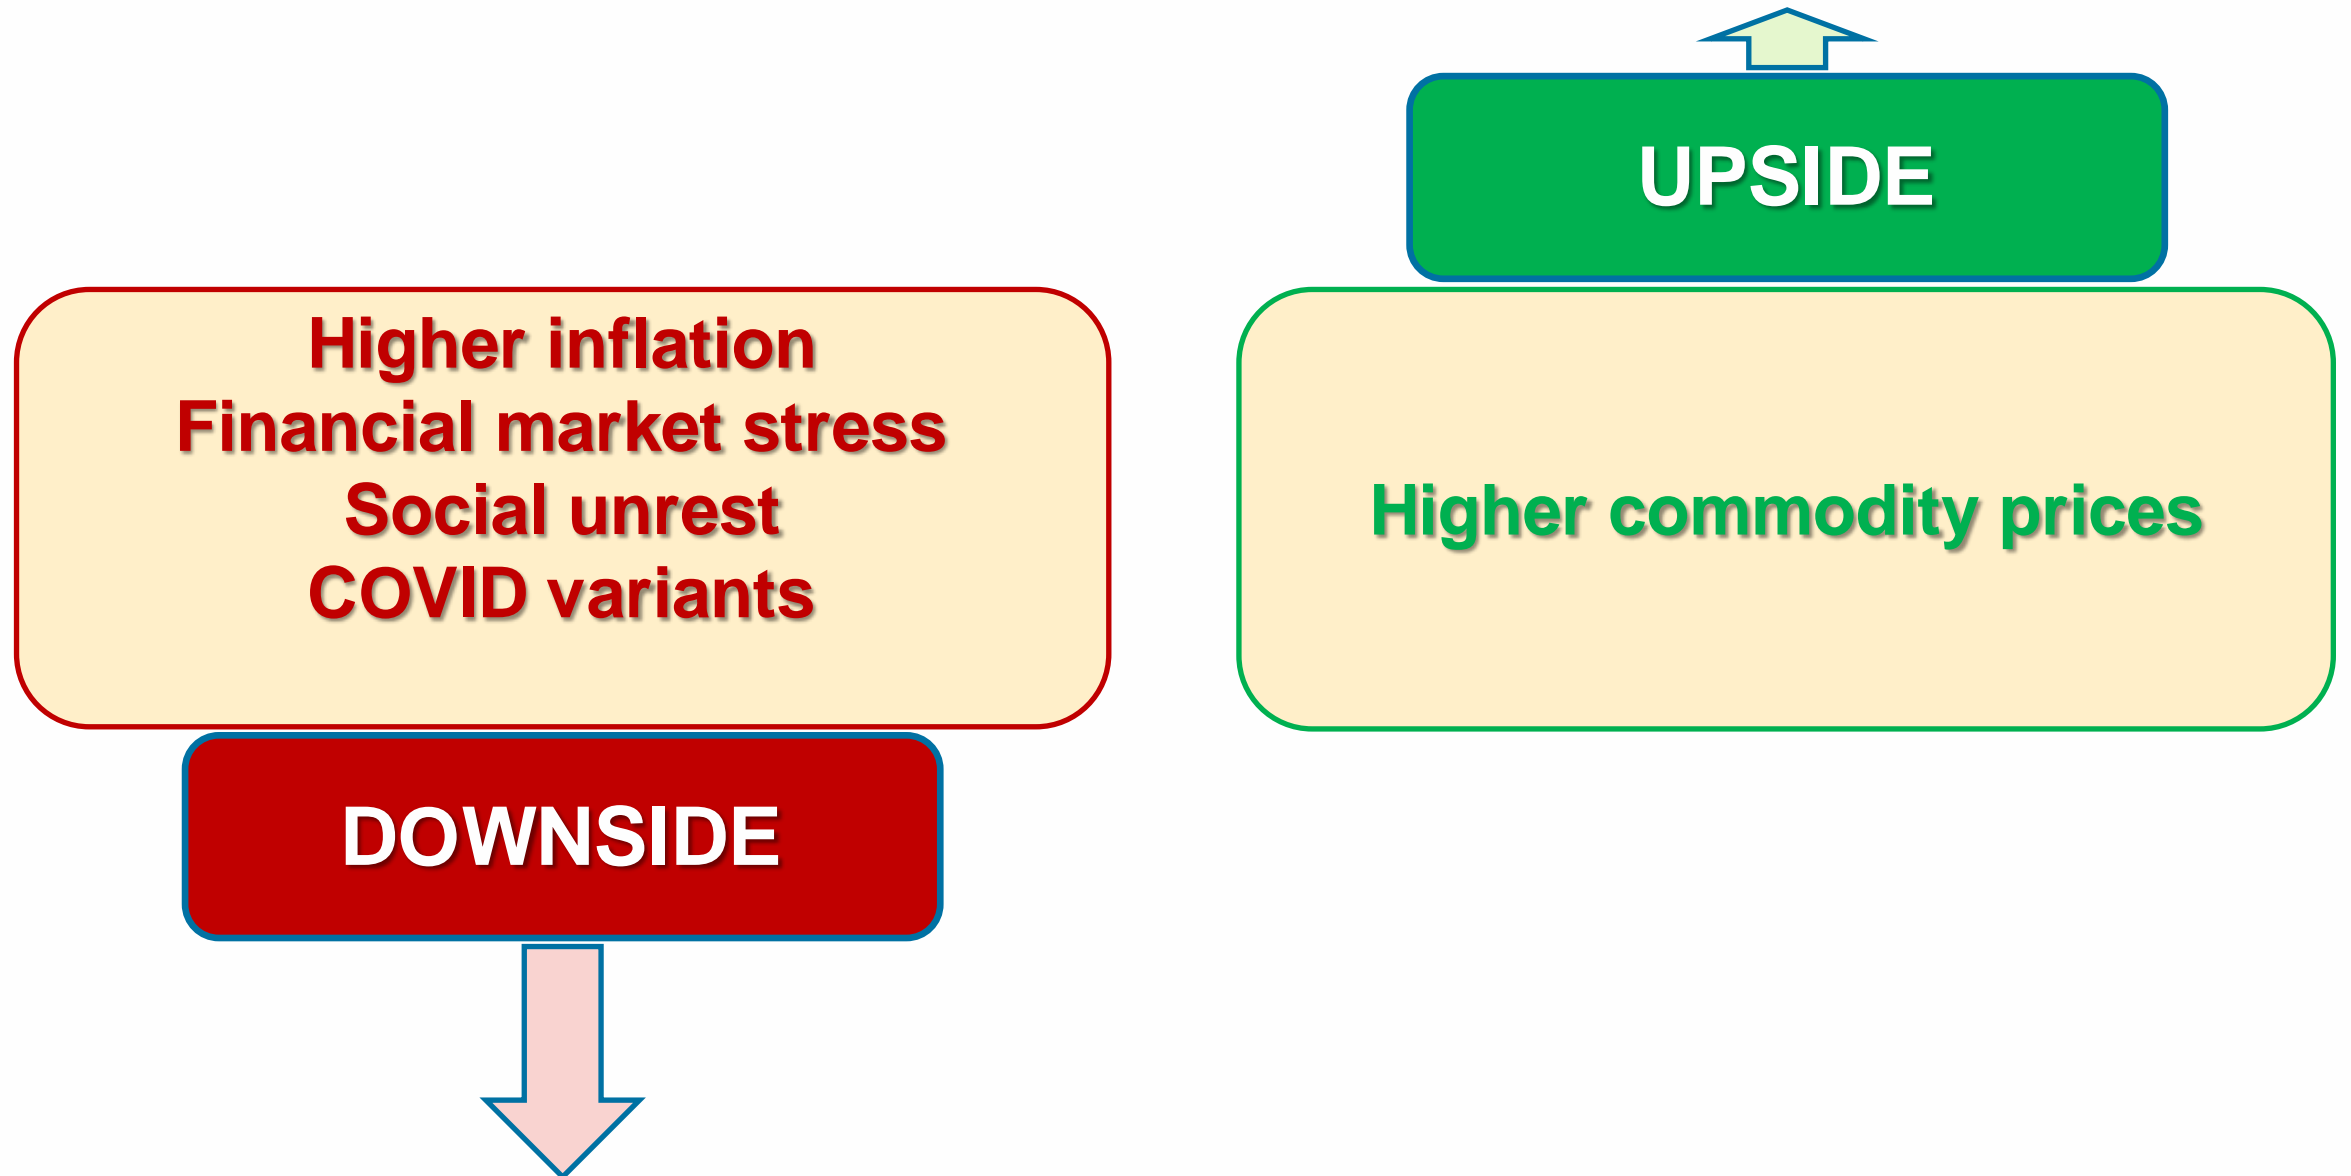 Higher inflation
Financial market stress
Social unrest
COVID variants
DOWNSIDE
UPSIDE
Higher commodity prices